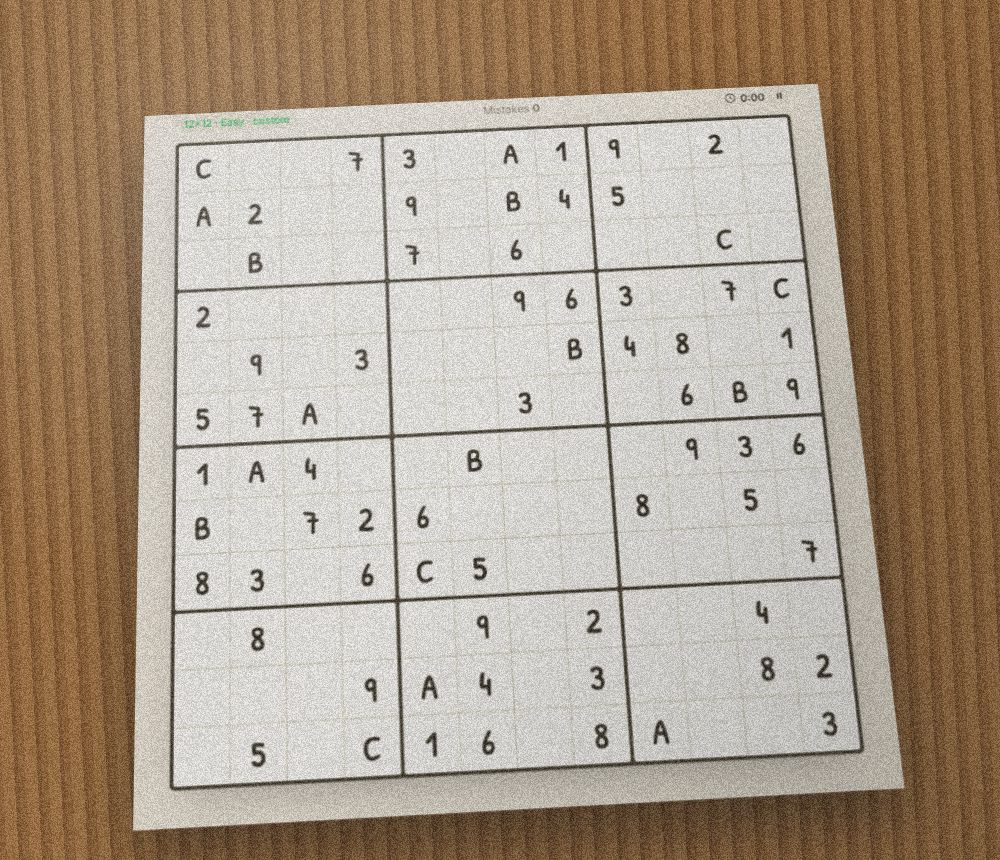 12×12 · Easy · custom Mistakes 0 0:00
C 7 3 A 1 9 2
A 2 9 B 4 5
B 7 6 C
2 9 6 3 7 C
9 3 B 4 8 1
5 7 A 3 6 B 9
1 A 4 B 9 3 6
B 7 2 6 8 5
8 3 6 C 5 7
8 9 2 4
9 A 4 3 8 2
5 C 1 6 8 A 3